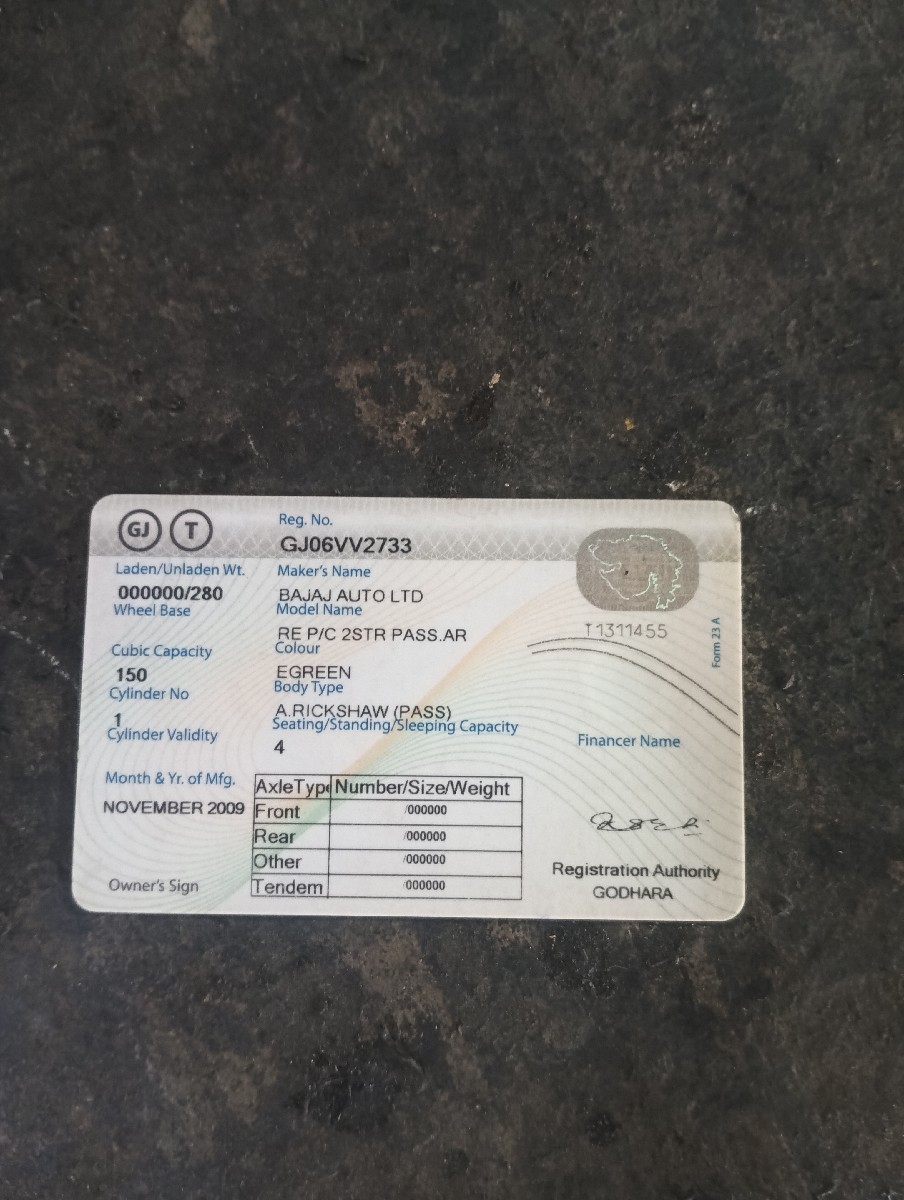 GJ T
Reg. No.
GJ06VV2733
Laden/Unladen Wt.
000000/280
Maker's Name
BAJAJ AUTO LTD
Wheel Base
Model Name
RE P/C 2STR PASS.AR
T1311455
Form 23 A
Cubic Capacity
150
Colour
EGREEN
Cylinder No
1
Body Type
A.RICKSHAW (PASS)
Cylinder Validity
Seating/Standing/Sleeping Capacity
4
Financer Name
Month & Yr. of Mfg.
NOVEMBER 2009
AxleType Number/Size/Weight
Front /000000
Rear /000000
Other /000000
Tendem /000000
Owner's Sign
Registration Authority
GODHARA